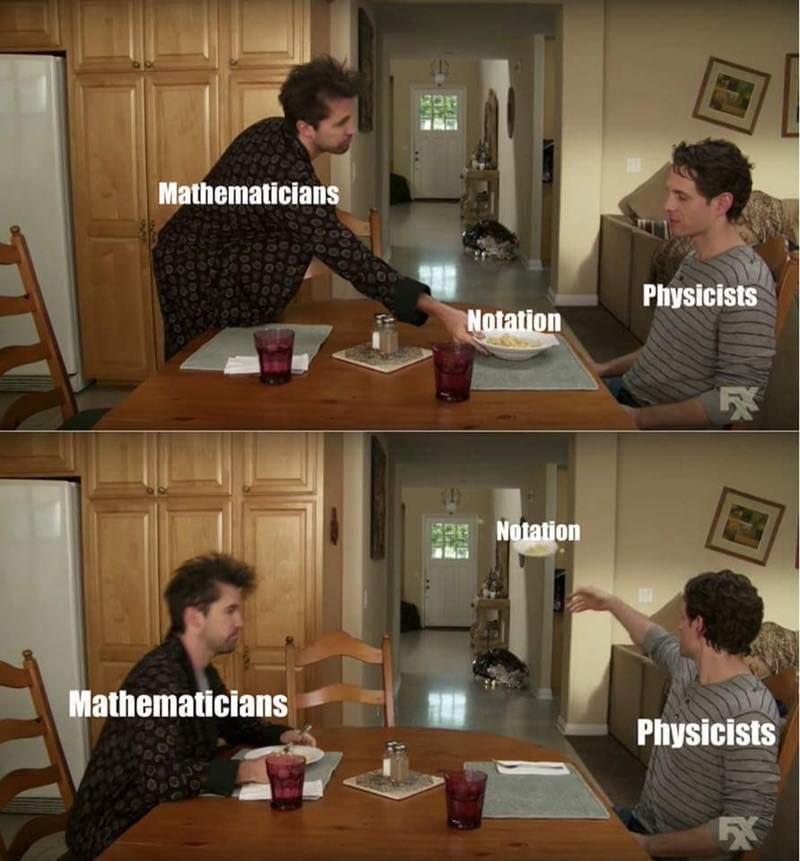 Mathematicians
Notation
Physicists
FX
Notation
Mathematicians
Physicists
FX